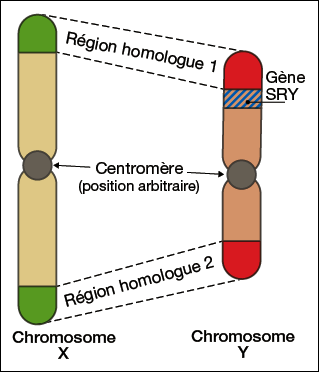 Région homologue 1
Gène
SRY
Centromère
(position arbitraire)
Région homologue 2
Chromosome
X
Chromosome
Y